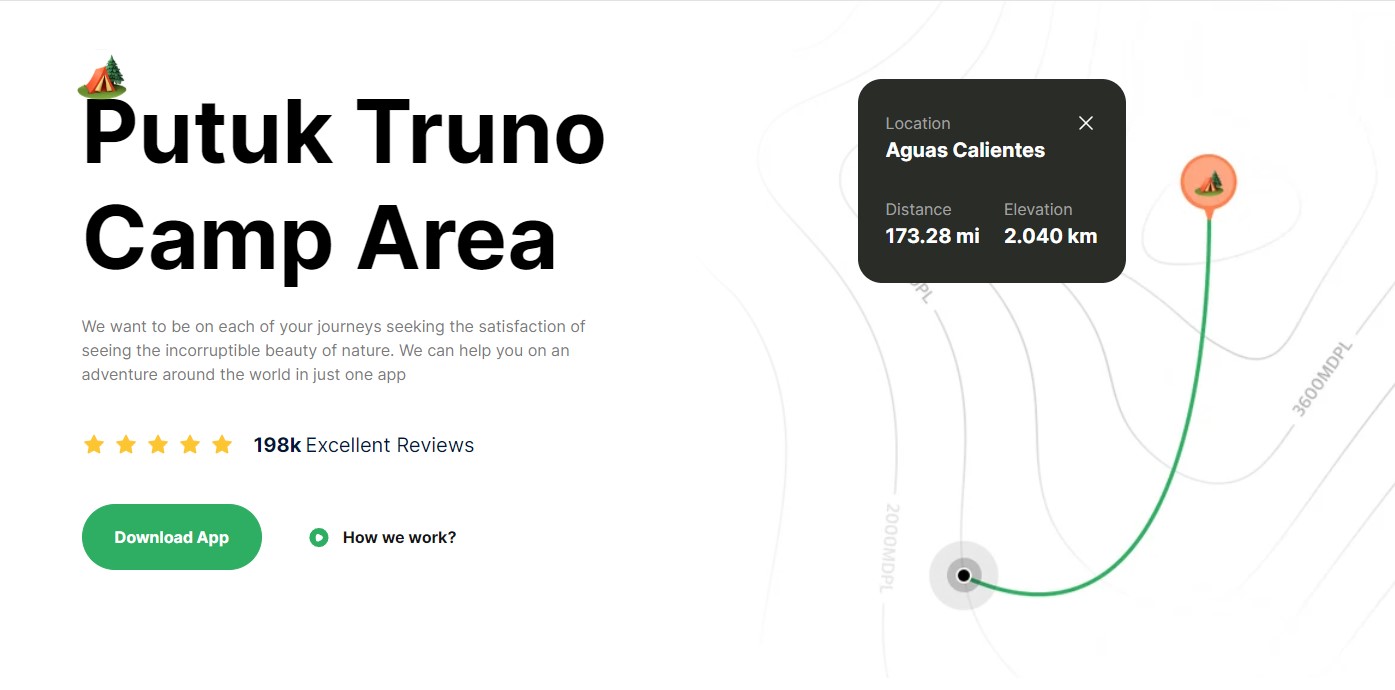 Putuk Truno
Camp Area
We want to be on each of your journeys seeking the satisfaction of
seeing the incorruptible beauty of nature. We can help you on an
adventure around the world in just one app
198k Excellent Reviews
Download App
How we work?
Location
Aguas Calientes
Distance
Elevation
173.28 mi
2.040 km
3600MDPL
2000MDPL